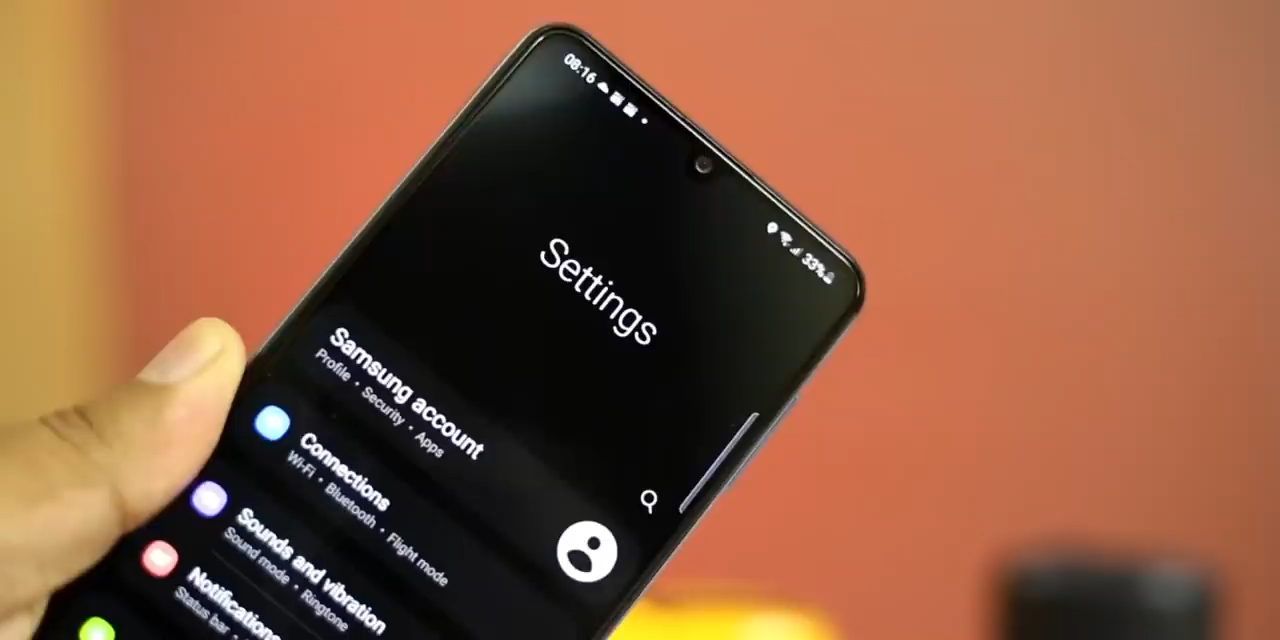 08:16
33%
Settings
Samsung account
Profile • Security • Apps
Connections
Wi-Fi • Bluetooth • Flight mode
Sounds and vibration
Sound mode • Ringtone
Notifications
Status bar •